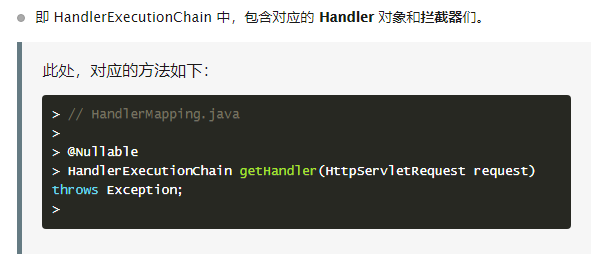 即 HandlerExecutionChain 中，包含对应的 Handler 对象和拦截器们。
此处，对应的方法如下：
> // HandlerMapping.java
>
> @Nullable
> HandlerExecutionChain getHandler(HttpServletRequest request)
throws Exception;
>